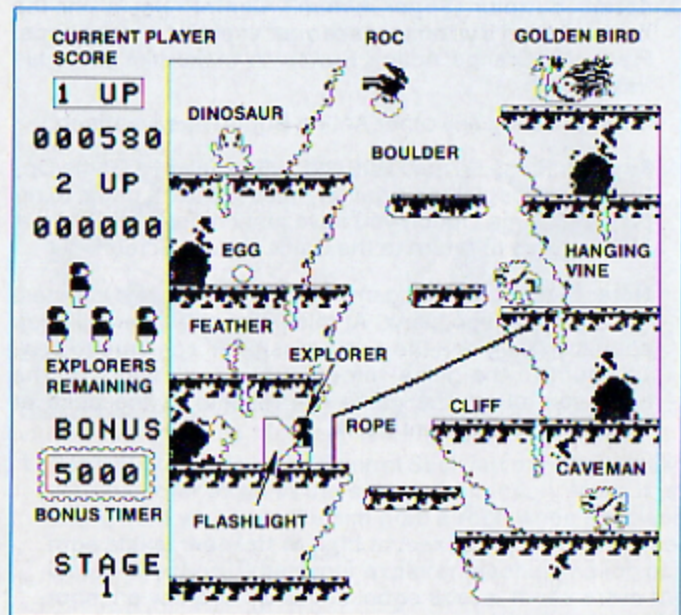 CURRENT PLAYER
SCORE
1 UP
000580
2 UP
000000
EXPLORERS
REMAINING
BONUS
5000
BONUS TIMER
STAGE
1
DINOSAUR
EGG
FEATHER
FLASHLIGHT
ROC
BOULDER
EXPLORER
ROPE
GOLDEN BIRD
HANGING
VINE
CLIFF
CAVEMAN